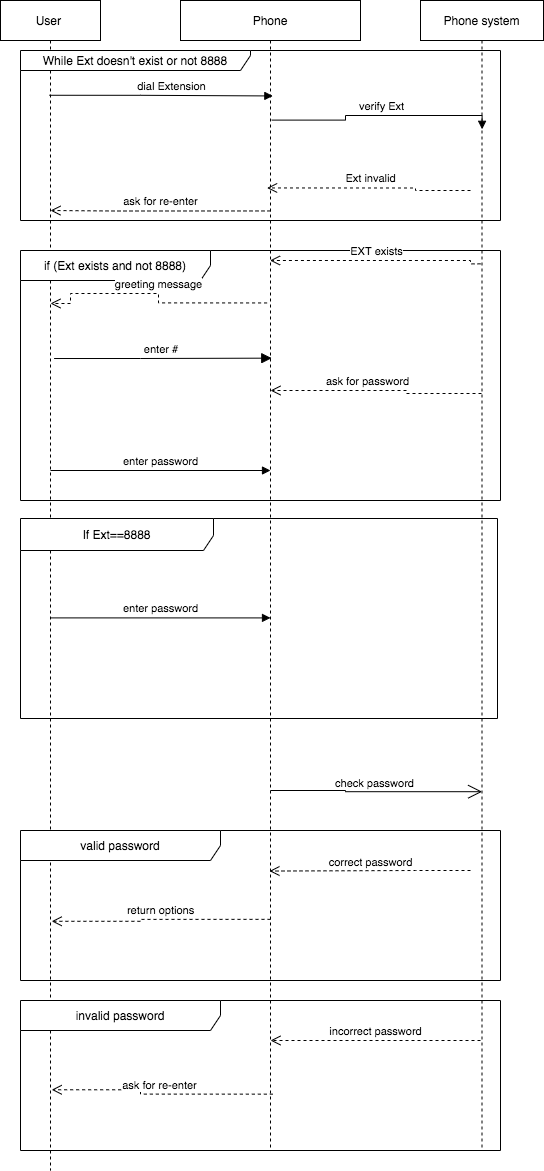 User
Phone
Phone system
While Ext doesn't exist or not 8888
dial Extension
verify Ext
Ext invalid
ask for re-enter
EXT exists
if (Ext exists and not 8888)
greeting message
enter #
ask for password
enter password
If Ext==8888
enter password
check password
valid password
correct password
return options
invalid password
incorrect password
ask for re-enter